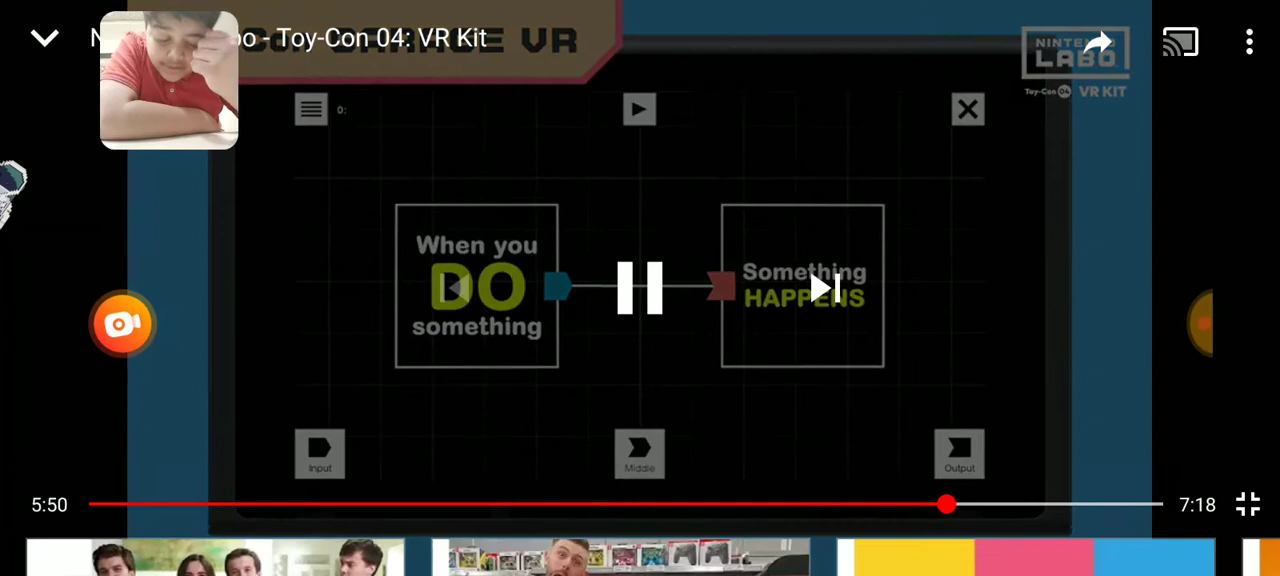 N bo - Toy-Con 04: VR Kit
GARAGE VR
NINTENDO
LABO
Toy-Con 04 VR KIT
0:
When you
DO
something
Something
HAPPENS
Input
Middle
Output
5:50
7:18